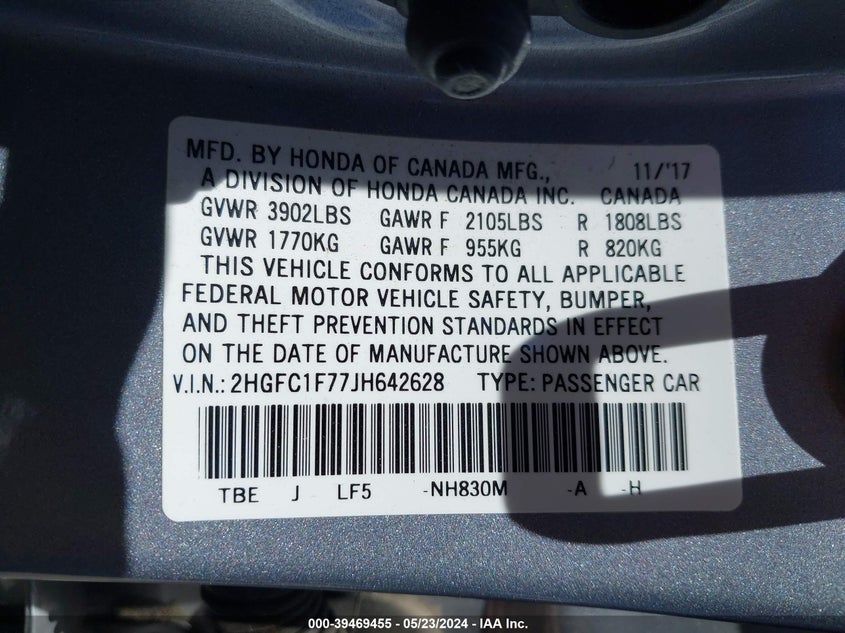 MFD. BY HONDA OF CANADA MFG., 11/'17
A DIVISION OF HONDA CANADA INC. CANADA
GVWR 3902LBS GAWR F 2105LBS R 1808LBS
GVWR 1770KG GAWR F 955KG R 820KG
THIS VEHICLE CONFORMS TO ALL APPLICABLE
FEDERAL MOTOR VEHICLE SAFETY, BUMPER,
AND THEFT PREVENTION STANDARDS IN EFFECT
ON THE DATE OF MANUFACTURE SHOWN ABOVE.
V.I.N.: 2HGFC1F77JH642628 TYPE: PASSENGER CAR
TBE J LF5 -NH830M -A -H
000-39469455 - 05/23/2024 - IAA Inc.